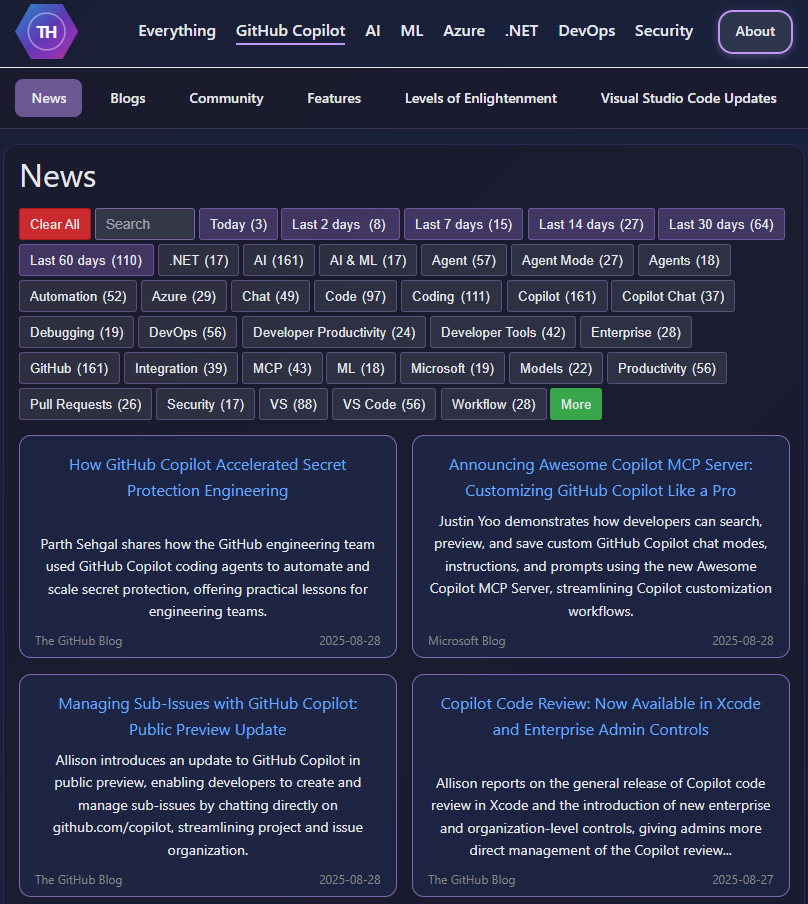 TH Everything GitHub Copilot AI ML Azure .NET DevOps Security About
News Blogs Community Features Levels of Enlightenment Visual Studio Code Updates
News
Clear All Search Today (3) Last 2 days (8) Last 7 days (15) Last 14 days (27) Last 30 days (64)
Last 60 days (110) .NET (17) AI (161) AI & ML (17) Agent (57) Agent Mode (27) Agents (18)
Automation (52) Azure (29) Chat (49) Code (97) Coding (111) Copilot (161) Copilot Chat (37)
Debugging (19) DevOps (56) Developer Productivity (24) Developer Tools (42) Enterprise (28)
GitHub (161) Integration (39) MCP (43) ML (18) Microsoft (19) Models (22) Productivity (56)
Pull Requests (26) Security (17) VS (88) VS Code (56) Workflow (28) More
How GitHub Copilot Accelerated Secret
Protection Engineering
Parth Sehgal shares how the GitHub engineering team
used GitHub Copilot coding agents to automate and
scale secret protection, offering practical lessons for
engineering teams.
The GitHub Blog 2025-08-28
Announcing Awesome Copilot MCP Server:
Customizing GitHub Copilot Like a Pro
Justin Yoo demonstrates how developers can search,
preview, and save custom GitHub Copilot chat modes,
instructions, and prompts using the new Awesome
Copilot MCP Server, streamlining Copilot customization
workflows.
Microsoft Blog 2025-08-28
Managing Sub-Issues with GitHub Copilot:
Public Preview Update
Allison introduces an update to GitHub Copilot in
public preview, enabling developers to create and
manage sub-issues by chatting directly on
github.com/copilot, streamlining project and issue
organization.
The GitHub Blog 2025-08-28
Copilot Code Review: Now Available in Xcode
and Enterprise Admin Controls
Allison reports on the general release of Copilot code
review in Xcode and the introduction of new enterprise
and organization-level controls, giving admins more
direct management of the Copilot review...
The GitHub Blog 2025-08-27